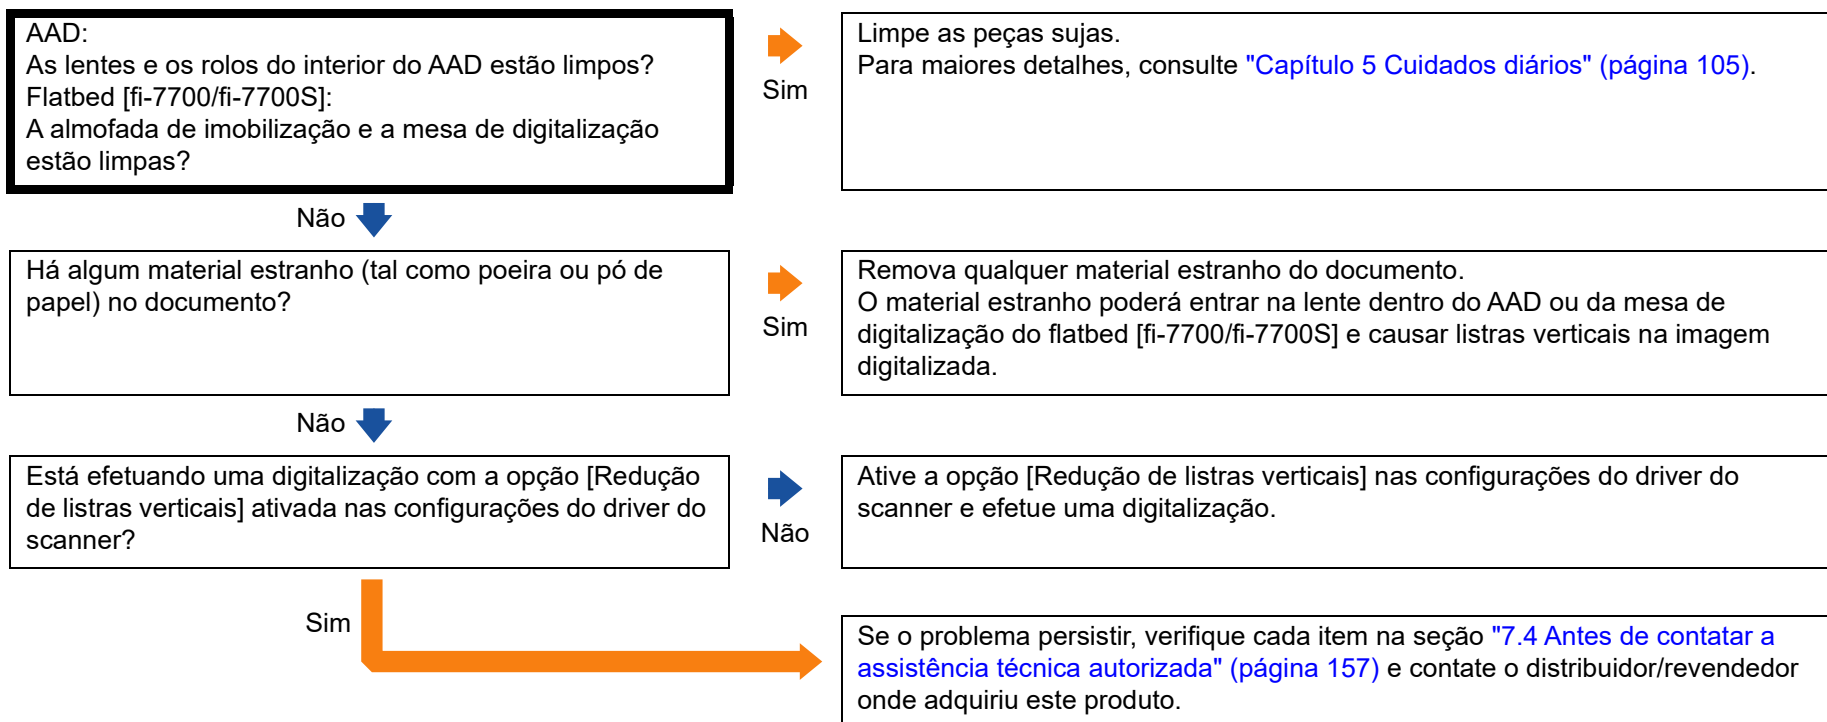 AAD:
As lentes e os rolos do interior do AAD estão limpos?
Flatbed [fi-7700/fi-7700S]:
A almofada de imobilização e a mesa de digitalização
estão limpas?
Sim
Limpe as peças sujas.
Para maiores detalhes, consulte "Capítulo 5 Cuidados diários" (página 105).
Não
Há algum material estranho (tal como poeira ou pó de
papel) no documento?
Sim
Remova qualquer material estranho do documento.
O material estranho poderá entrar na lente dentro do AAD ou da mesa de
digitalização do flatbed [fi-7700/fi-7700S] e causar listras verticais na imagem
digitalizada.
Não
Está efetuando uma digitalização com a opção [Redução
de listras verticais] ativada nas configurações do driver do
scanner?
Não
Ative a opção [Redução de listras verticais] nas configurações do driver do
scanner e efetue uma digitalização.
Sim
Se o problema persistir, verifique cada item na seção "7.4 Antes de contatar a
assistência técnica autorizada" (página 157) e contate o distribuidor/revendedor
onde adquiriu este produto.